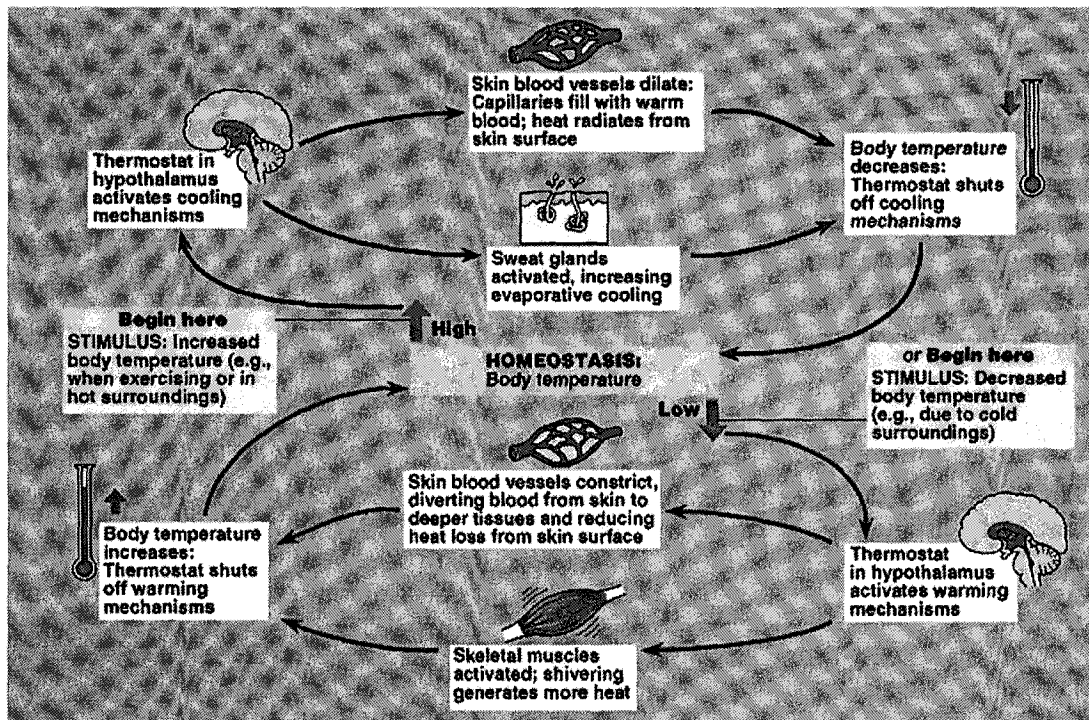 Skin blood vessels dilate:
Capillaries fill with warm
blood; heat radiates from
skin surface
Thermostat in
hypothalamus
activates cooling
mechanisms
Body temperature
decreases:
Thermostat shuts
off cooling
mechanisms
Sweat glands
activated, increasing
evaporative cooling
Begin here
STIMULUS: Increased
body temperature (e.g.,
when exercising or in
hot surroundings)
High
HOMEOSTASIS:
Body temperature
or Begin here
STIMULUS: Decreased
body temperature
(e.g., due to cold
surroundings)
Low
Skin blood vessels constrict,
diverting blood from skin to
deeper tissues and reducing
heat loss from skin surface
Body temperature
increases:
Thermostat shuts
off warming
mechanisms
Thermostat
in hypothalamus
activates warming
mechanisms
Skeletal muscles
activated; shivering
generates more heat